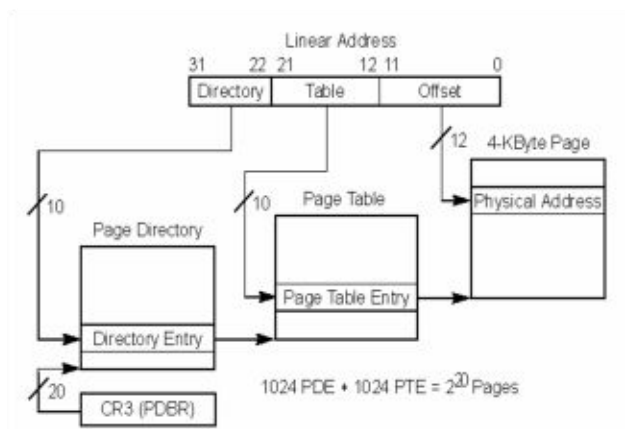 Linear Address
31 22 21 12 11 0
Directory Table Offset
12 4-KByte Page
10 10 Page Table Physical Address
Page Directory
Page Table Entry
Directory Entry
20 1024 PDE * 1024 PTE = 2^20 Pages
CR3 (PDBR)